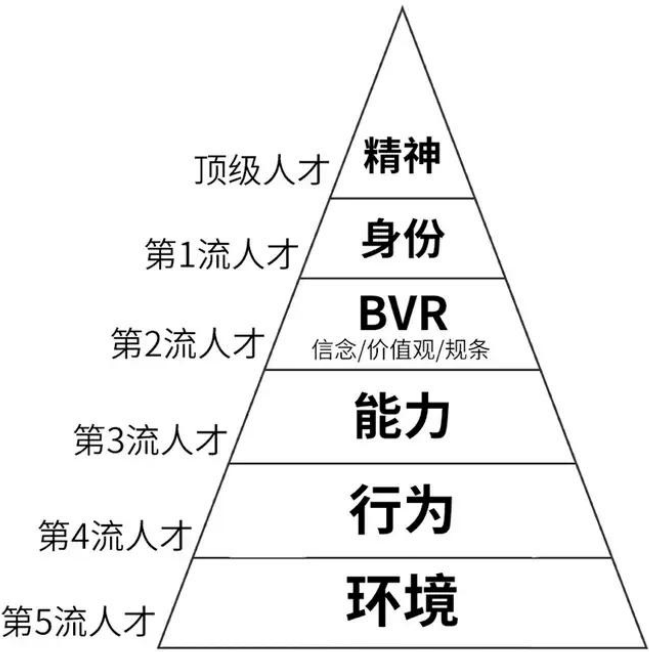 精神
顶级人才
身份
第1流人才
BVR
信念/价值观/规条
第2流人才
能力
第3流人才
行为
第4流人才
环境
第5流人才